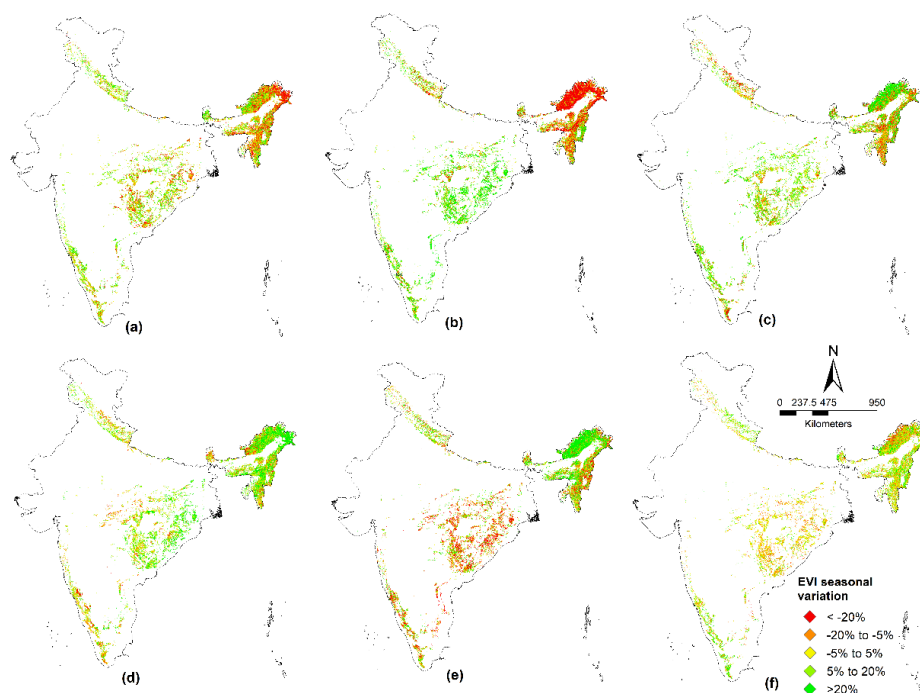 (a)
(b)
(c)
N
0 237.5 475 950
Kilometers
(d)
(e)
(f)
EVI seasonal
variation
< -20%
-20% to -5%
-5% to 5%
5% to 20%
>20%